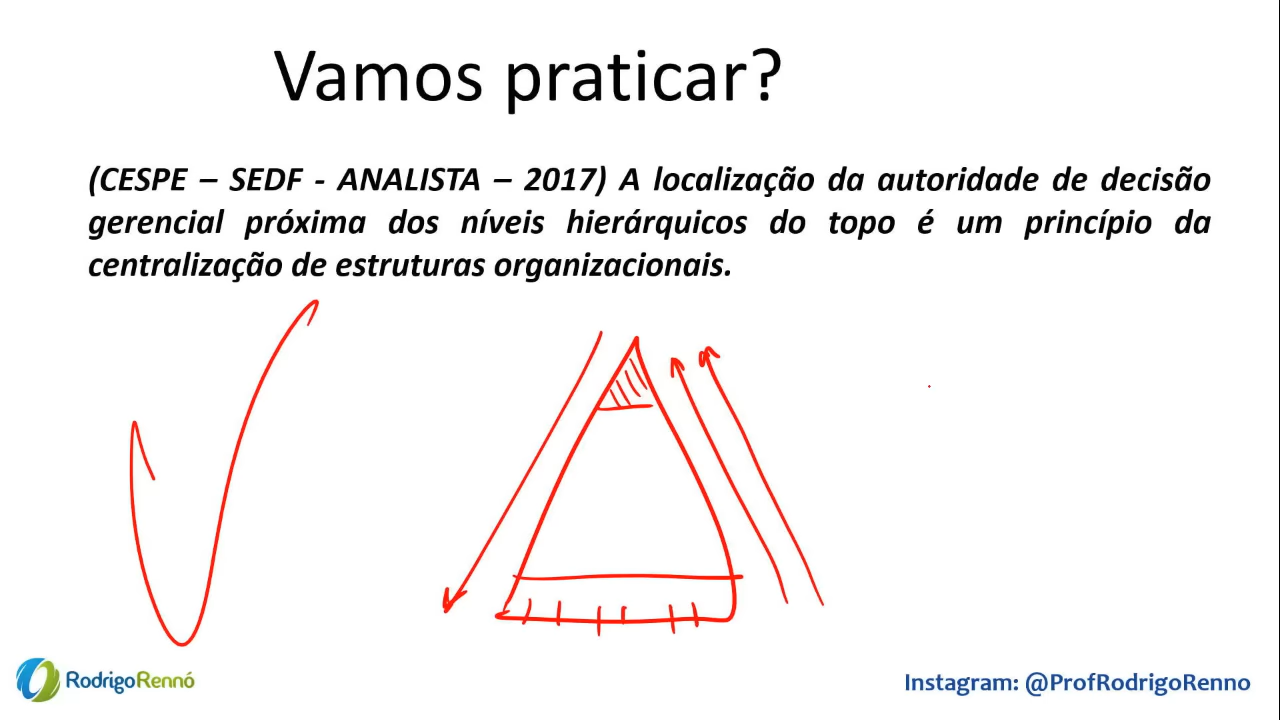 Vamos praticar?
(CESPE – SEDF - ANALISTA – 2017) A localização da autoridade de decisão
gerencial próxima dos níveis hierárquicos do topo é um princípio da
centralização de estruturas organizacionais.
RodrigoRennó
Instagram: @ProfRodrigoRenno